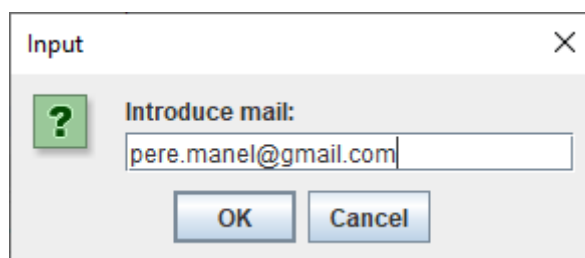 Input
?
Introduce mail:
pere.manel@gmail.com
OK Cancel